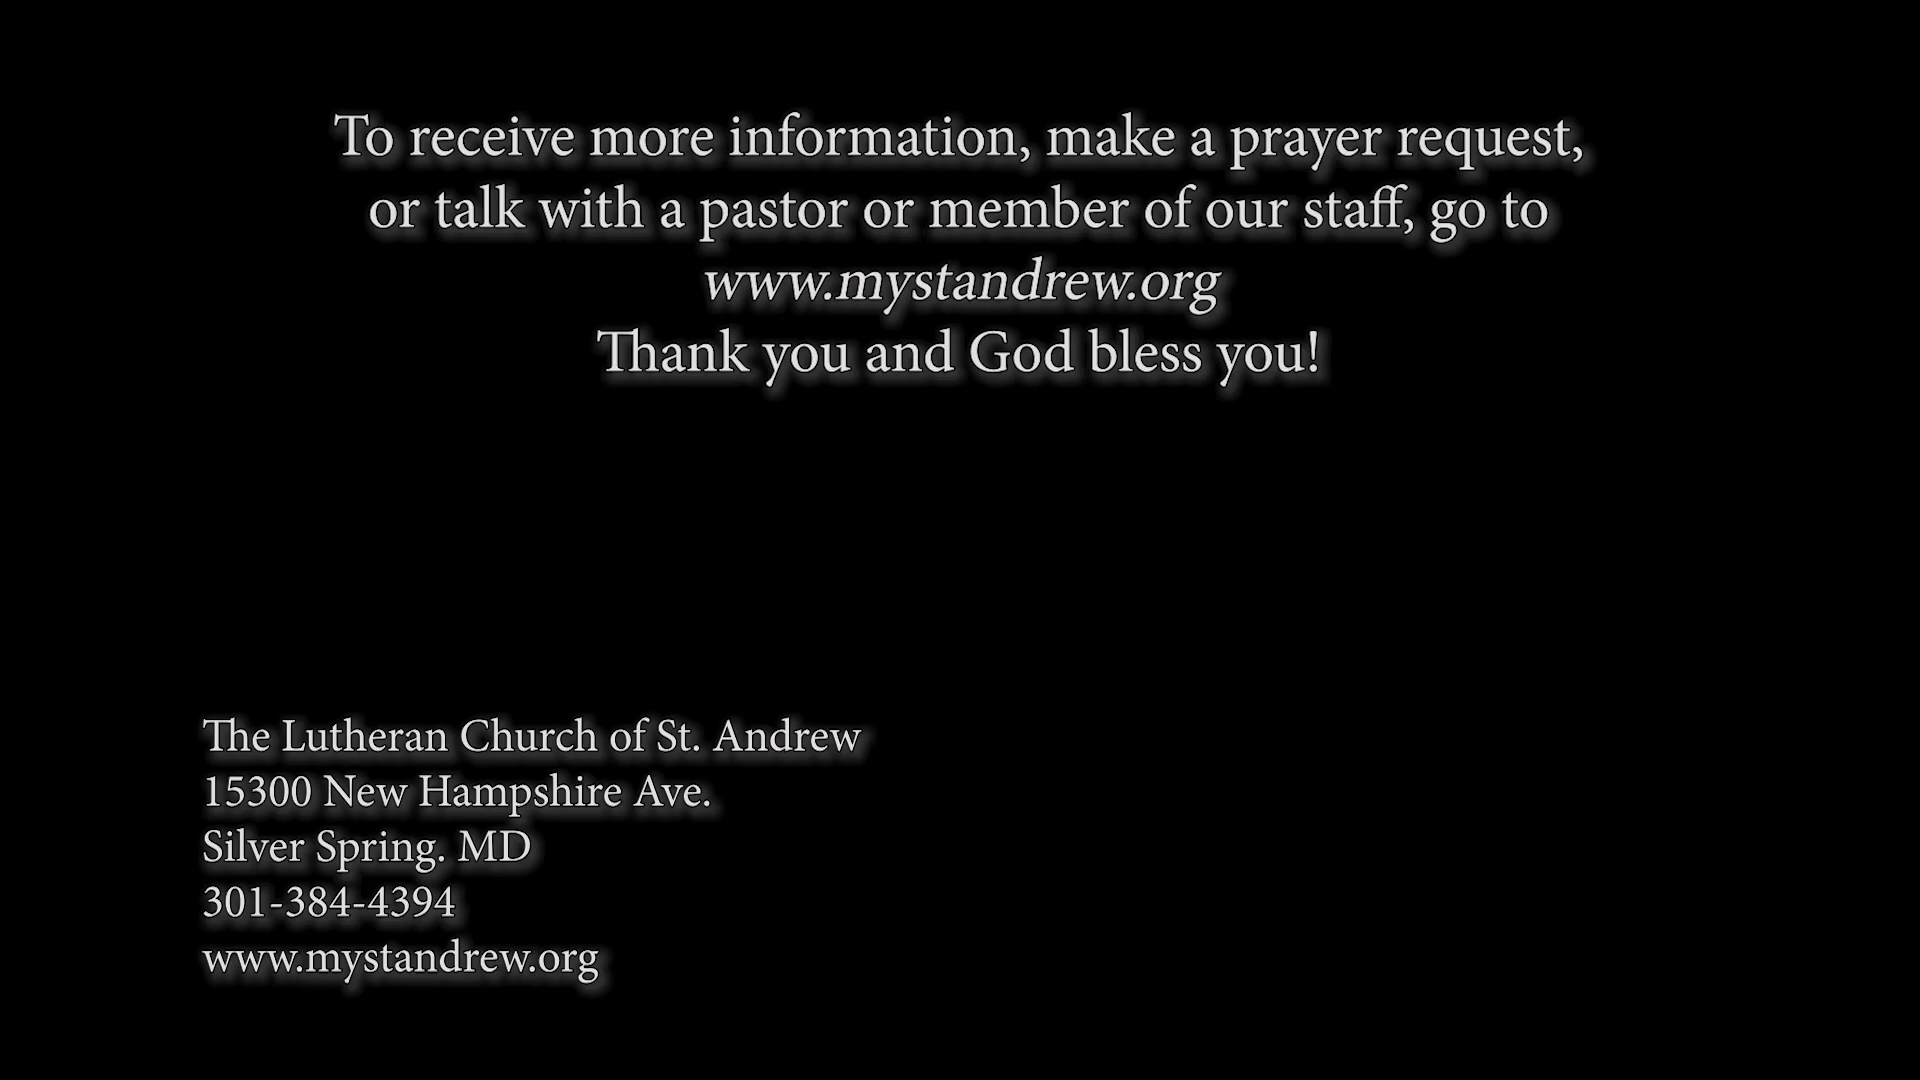 To receive more information, make a prayer request,
or talk with a pastor or member of our staff, go to
www.mystandrew.org
Thank you and God bless you!
The Lutheran Church of St. Andrew
15300 New Hampshire Ave.
Silver Spring. MD
301-384-4394
www.mystandrew.org